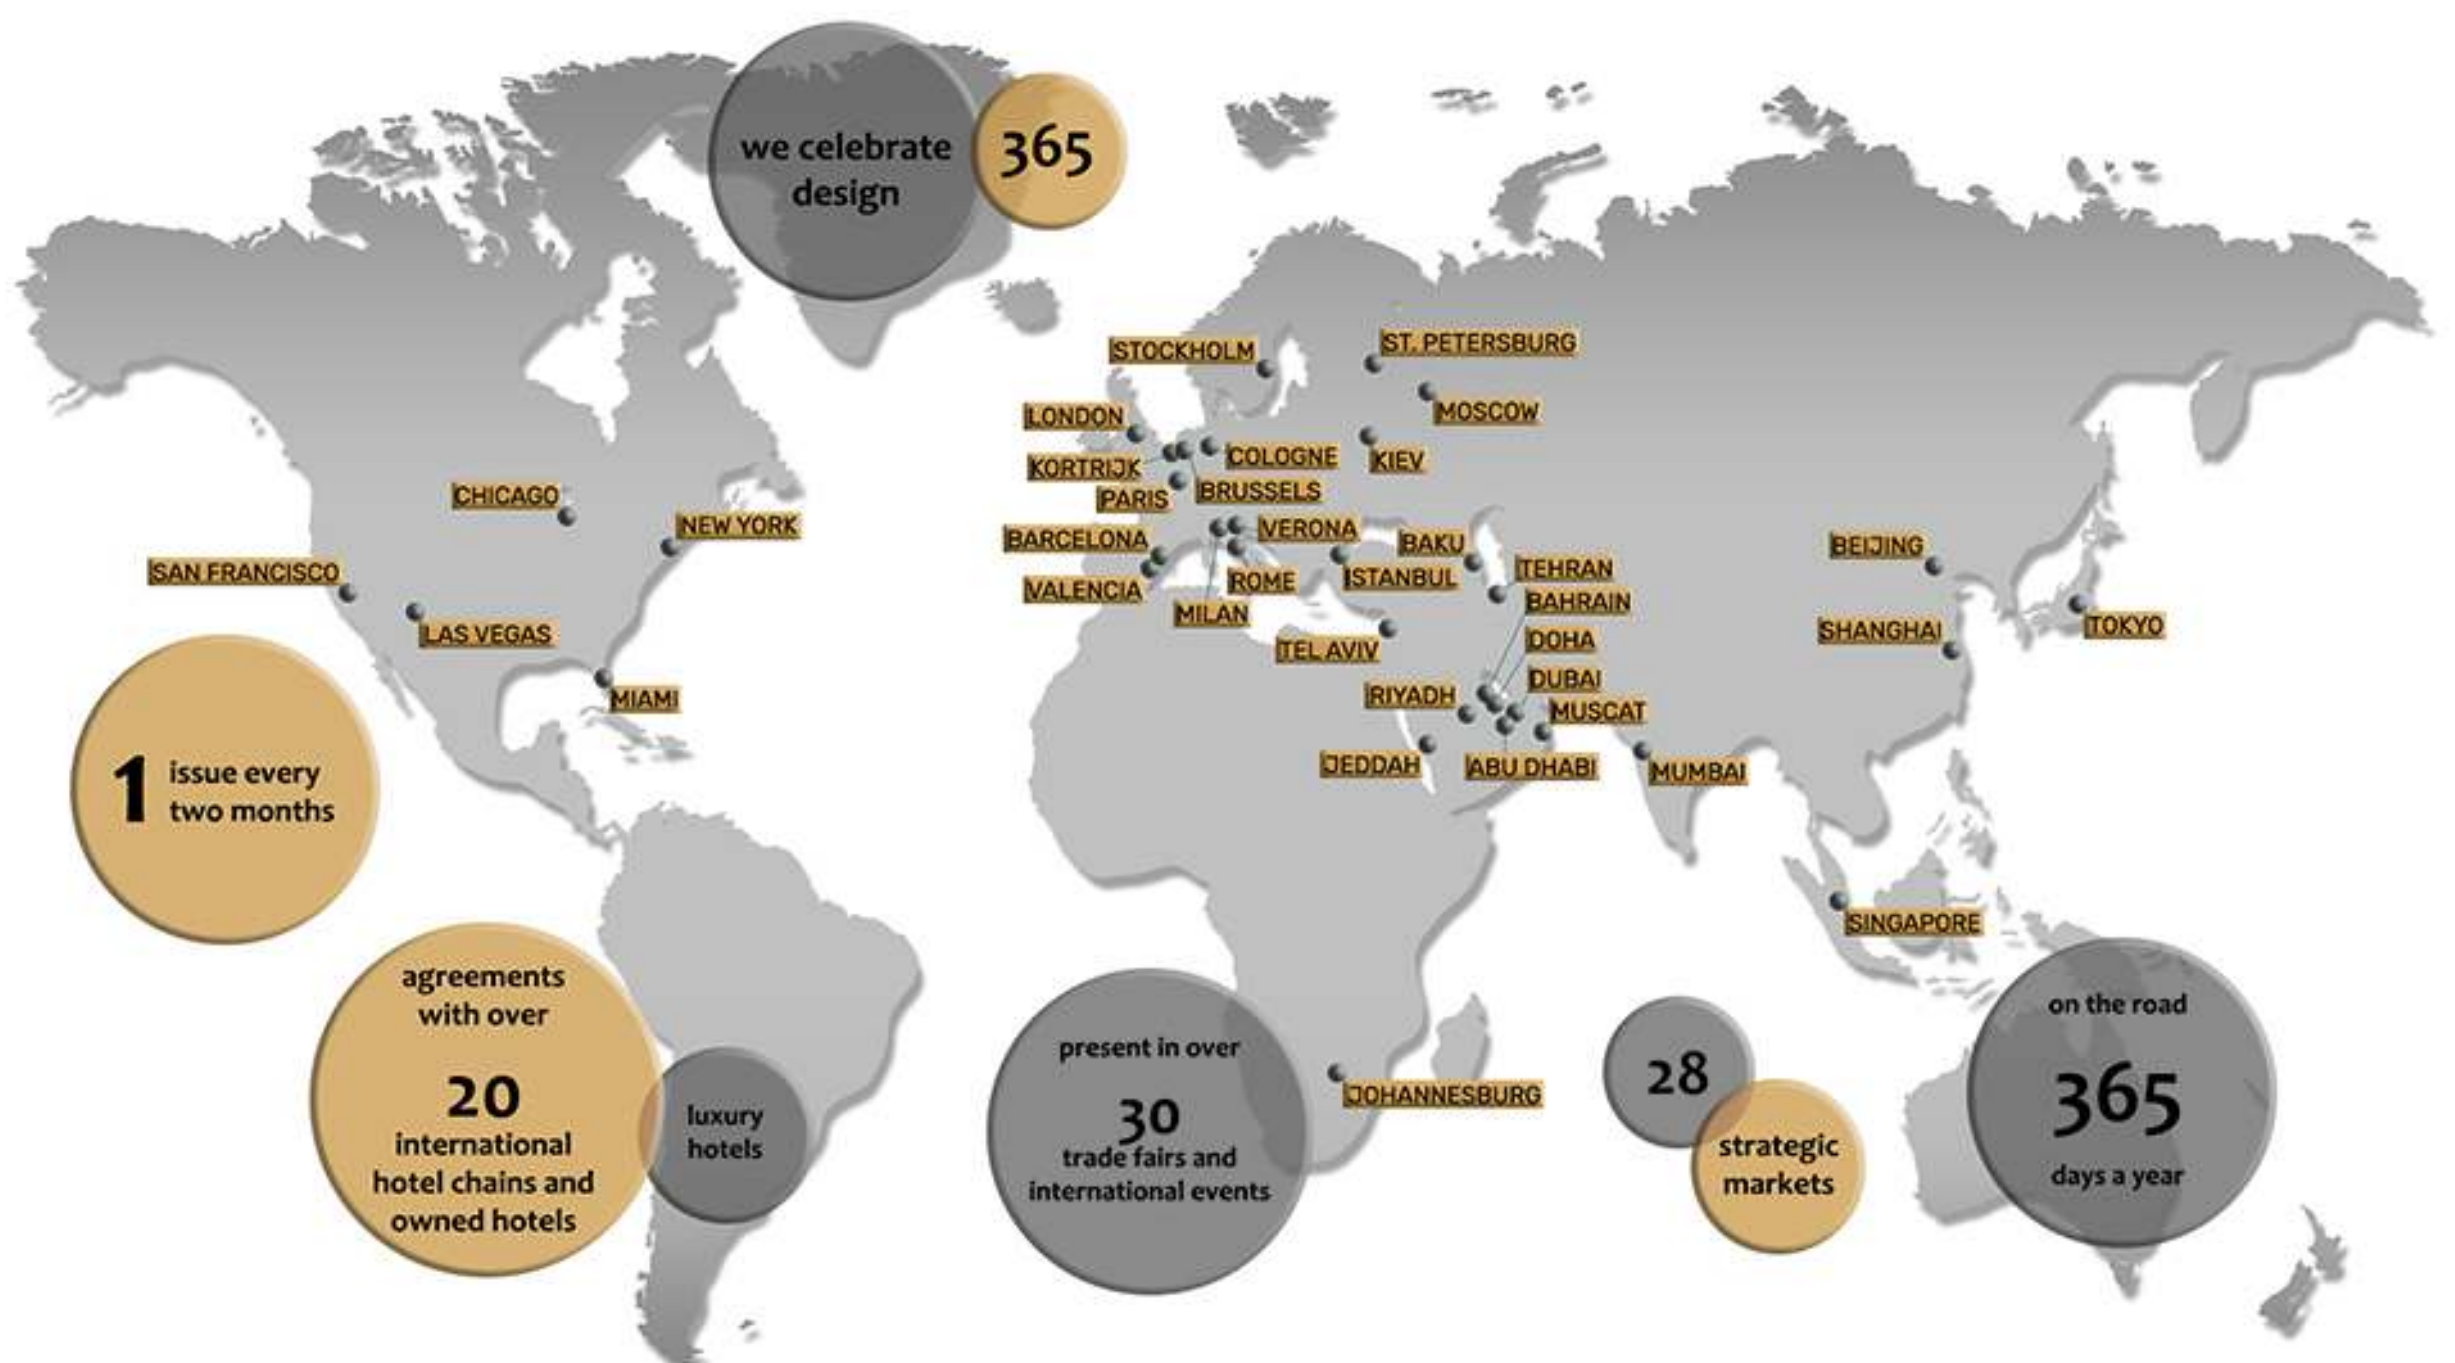 we celebrate
design
365
STOCKHOLM
ST. PETERSBURG
MOSCOW
LONDON
KORTRIJK
COLOGNE
KIEV
PARIS
BRUSSELS
CHICAGO
NEW YORK
BARCELONA
VERONA
BAKU
BEIJING
SAN FRANCISCO
VALENCIA
ROME
ISTANBUL
TEHRAN
BAHRAIN
MILAN
LAS VEGAS
TEL AVIV
DOHA
SHANGHAI
TOKYO
MIAMI
RIYADH
DUBAI
MUSCAT
JEDDAH
ABU DHABI
MUMBAI
1
issue every
two months
SINGAPORE
agreements
with over
20
international
hotel chains and
owned hotels
luxury
hotels
present in over
30
trade fairs and
international events
JOHANNESBURG
28
strategic
markets
on the road
365
days a year